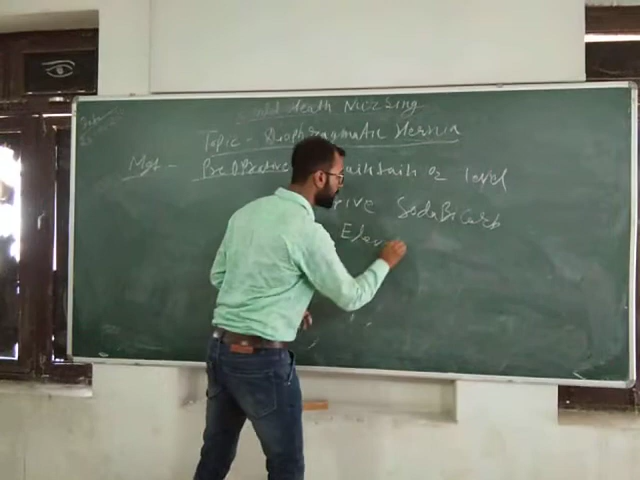 Child Health Nursing
Topic - Diaphragmatic Hernia
Mgt - Pre Operative Maintain O2 level
Give Soda Bi Carb
Elev